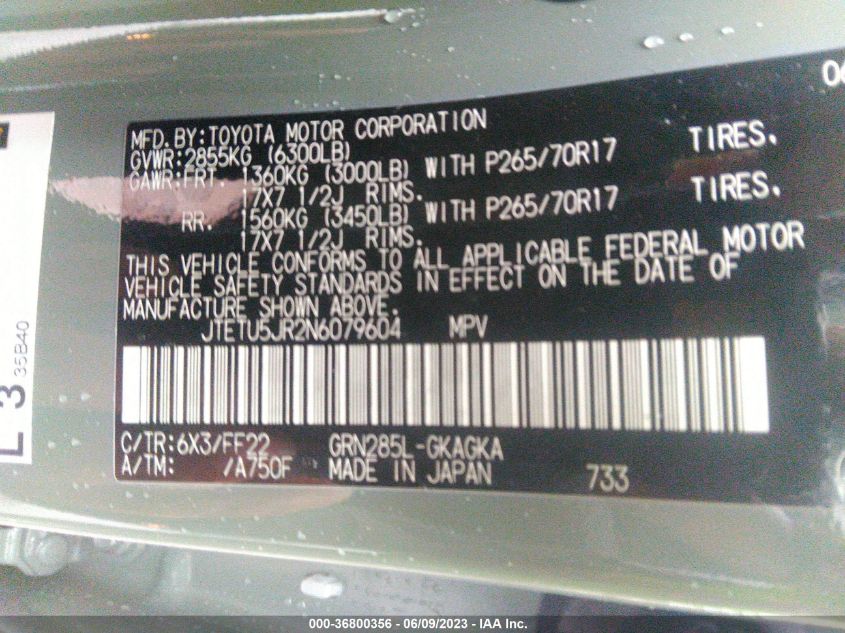 06
MFD.BY:TOYOTA MOTOR CORPORATION
GVWR:2855KG (6300LB)
GAWR:FRT. 1360KG (3000LB) WITH P265/70R17 TIRES.
17X7 1/2J RIMS.
RR. 1560KG (3450LB) WITH P265/70R17 TIRES.
17X7 1/2J RIMS.
THIS VEHICLE CONFORMS TO ALL APPLICABLE FEDERAL MOTOR
VEHICLE SAFETY STANDARDS IN EFFECT ON THE DATE OF
MANUFACTURE SHOWN ABOVE.
JTETU5JR2N6079604 MPV
C/TR:6X3/FF22 GRN285L-GKAGKA
A/TM: /A750F MADE IN JAPAN 733
L 3
35B40
000-36800356 - 06/09/2023 - IAA Inc.